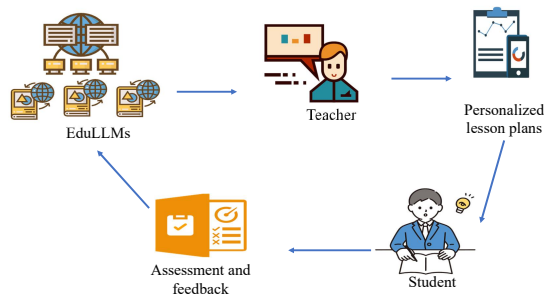 EduLLMs
Teacher
Personalized
lesson plans
Student
Assessment and
feedback